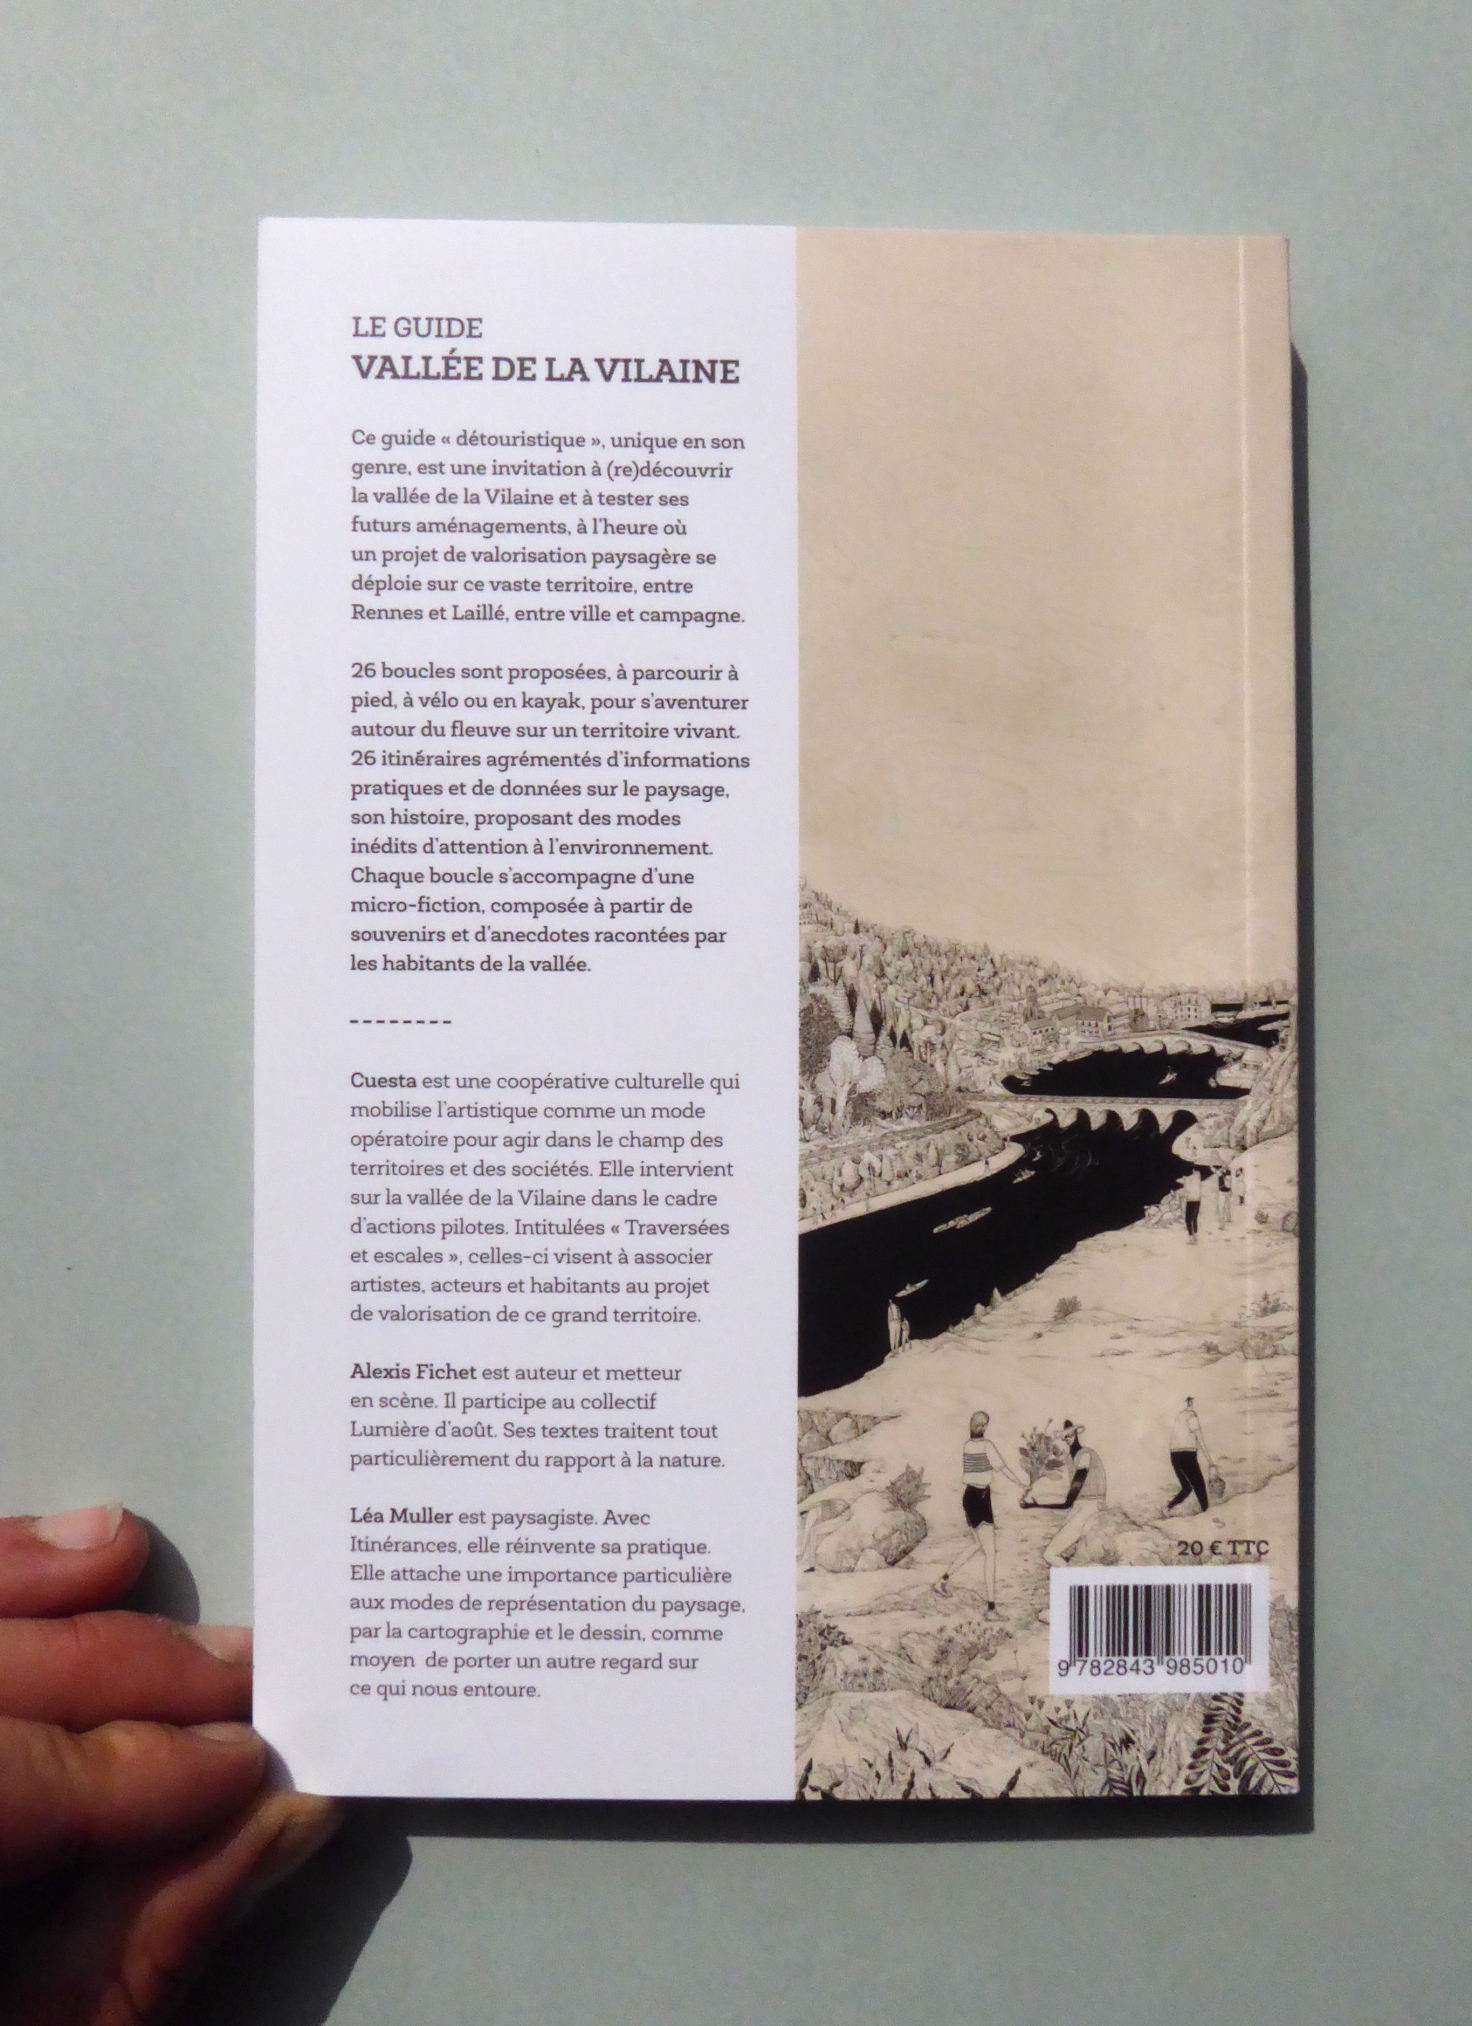 LE GUIDE
VALLÉE DE LA VILAINE
Ce guide « détouristique », unique en son
genre, est une invitation à (re)découvrir
la vallée de la Vilaine et à tester ses
futurs aménagements, à l'heure où
un projet de valorisation paysagère se
déploie sur ce vaste territoire, entre
Rennes et Laillé, entre ville et campagne.
26 boucles sont proposées, à parcourir à
pied, à vélo ou en kayak, pour s'aventurer
autour du fleuve sur un territoire vivant.
26 itinéraires agrémentés d'informations
pratiques et de données sur le paysage,
son histoire, proposant des modes
inédits d'attention à l'environnement.
Chaque boucle s'accompagne d'une
micro-fiction, composée à partir de
souvenirs et d'anecdotes racontées par
les habitants de la vallée.
--------
Cuesta est une coopérative culturelle qui
mobilise l'artistique comme un mode
opératoire pour agir dans le champ des
territoires et des sociétés. Elle intervient
sur la vallée de la Vilaine dans le cadre
d'actions pilotes. Intitulées « Traversées
et escales », celles-ci visent à associer
artistes, acteurs et habitants au projet
de valorisation de ce grand territoire.
Alexis Fichet est auteur et metteur
en scène. Il participe au collectif
Lumière d'août. Ses textes traitent tout
particulièrement du rapport à la nature.
Léa Muller est paysagiste. Avec
Itinérances, elle réinvente sa pratique.
Elle attache une importance particulière
aux modes de représentation du paysage,
par la cartographie et le dessin, comme
moyen de porter un autre regard sur
ce qui nous entoure.
20 € TTC
9 782843 985010